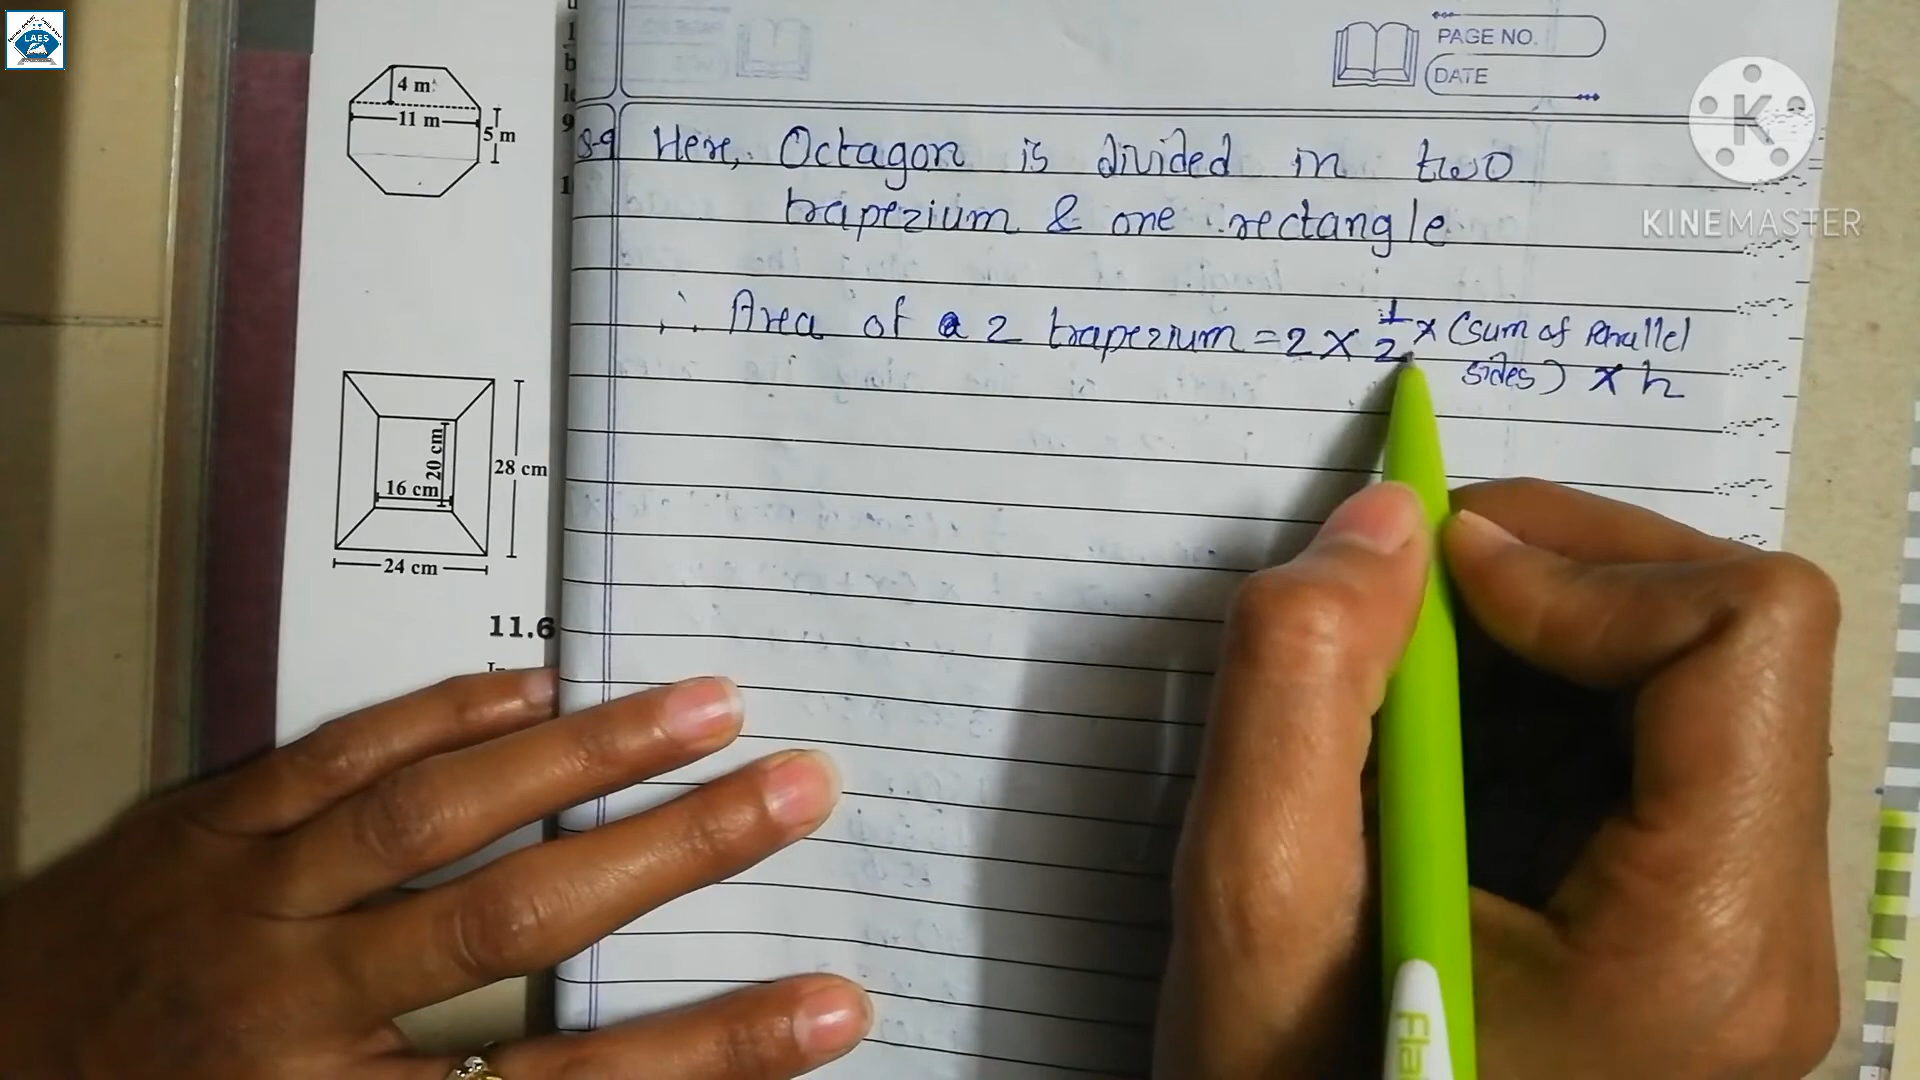 LAES
4 m
11 m
5 m
PAGE NO.
DATE
K
KINEMASTER
Here, Octagon is divided in two
trapezium & one rectangle
∴ Area of 2 trapezium = 2 × 1/2 × (sum of Parallel
sides) × h
20 cm
16 cm
28 cm
24 cm
11.6